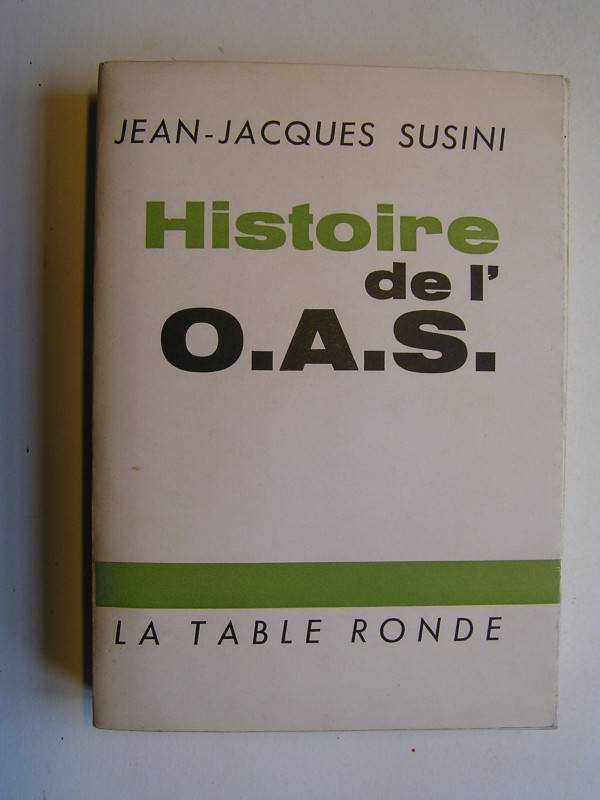 JEAN-JACQUES SUSINI
Histoire
de l'
O.A.S.
LA TABLE RONDE